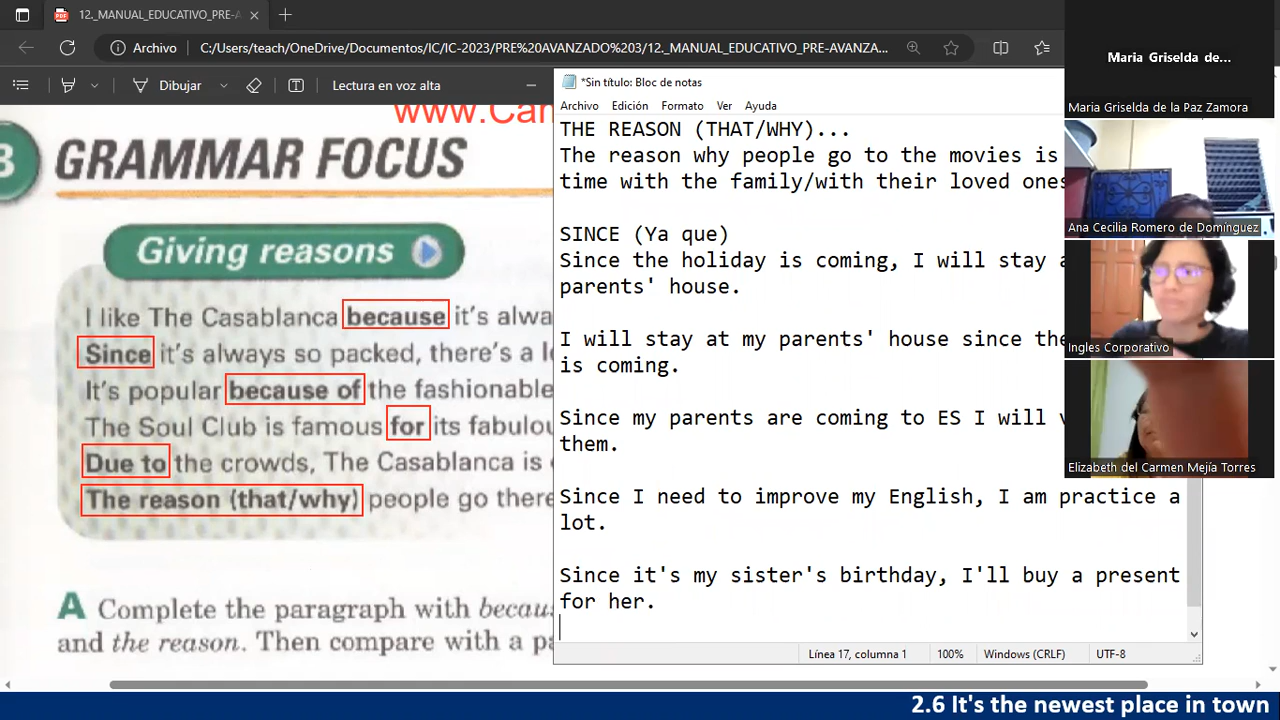 12._MANUAL_EDUCATIVO_PRE-A
Archivo
C:/Users/teach/OneDrive/Documentos/IC/IC-2023/PRE%20AVANZADO%203/12._MANUAL_EDUCATIVO_PRE-AVANZA...
Dibujar
Lectura en voz alta
www.Cam
B GRAMMAR FOCUS
Giving reasons
I like The Casablanca because it's alwa
Since it's always so packed, there's a l
It's popular because of the fashionable
The Soul Club is famous for its fabulou
Due to the crowds, The Casablanca is
The reason (that/why) people go there
A Complete the paragraph with becau
and the reason. Then compare with a pa
*Sin título: Bloc de notas
Archivo Edición Formato Ver Ayuda
THE REASON (THAT/WHY)...
The reason why people go to the movies is
time with the family/with their loved ones
SINCE (Ya que)
Since the holiday is coming, I will stay a
parents' house.
I will stay at my parents' house since the
is coming.
Since my parents are coming to ES I will v
them.
Since I need to improve my English, I am practice a
lot.
Since it's my sister's birthday, I'll buy a present
for her.
Línea 17, columna 1 100% Windows (CRLF) UTF-8
Maria Griselda de...
Maria Griselda de la Paz Zamora
Ana Cecilia Romero de Dominguez
Ingles Corporativo
Elizabeth del Carmen Mejía Torres
2.6 It's the newest place in town